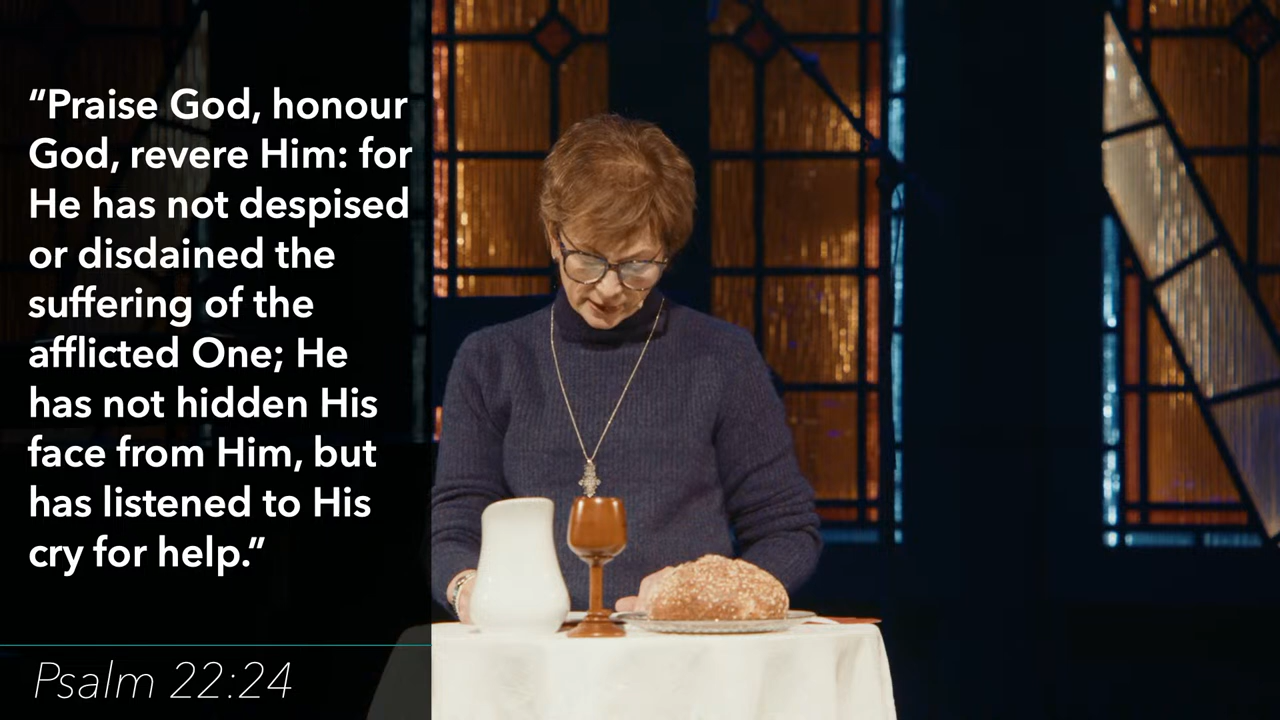 “Praise God, honour
God, revere Him: for
He has not despised
or disdained the
suffering of the
afflicted One; He
has not hidden His
face from Him, but
has listened to His
cry for help.”
Psalm 22:24